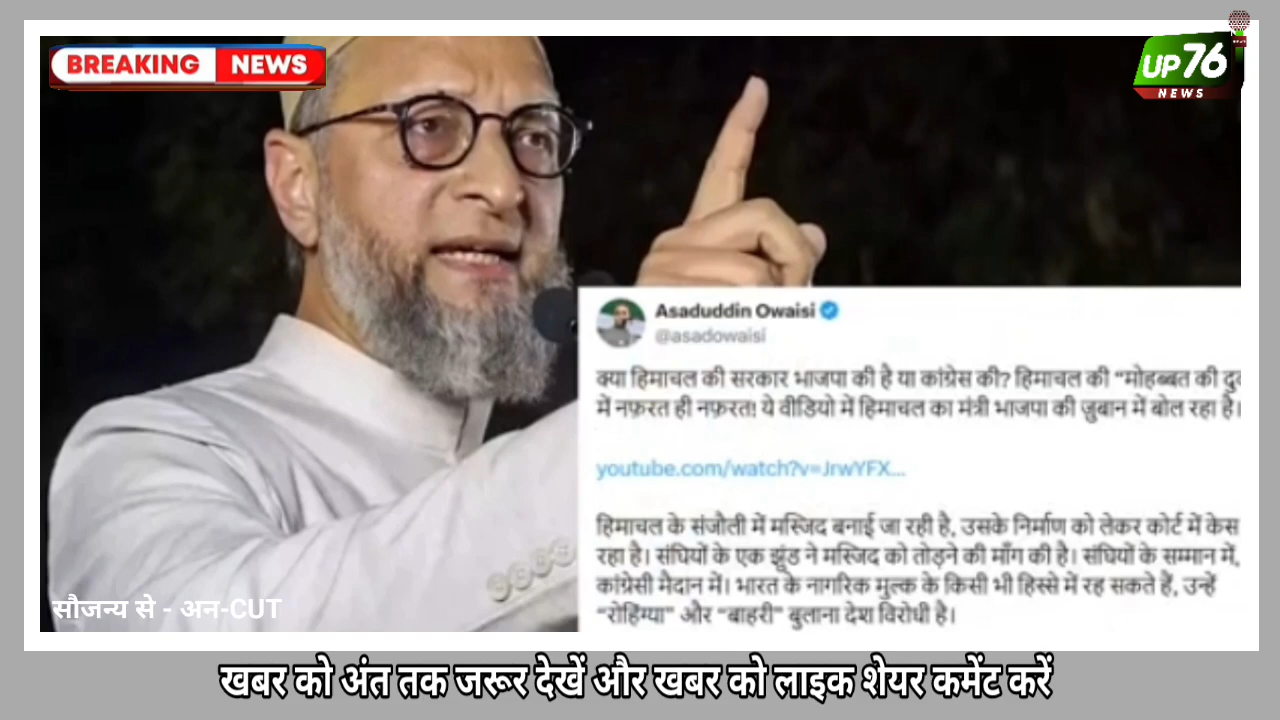 BREAKING NEWS
UP76
NEWS
Asaduddin Owaisi
@asadowaisi
क्या हिमाचल की सरकार भाजपा की है या कांग्रेस की? हिमाचल की "मोहब्बत की
में नफ़रत ही नफ़रत! ये वीडियो में हिमाचल का मंत्री भाजपा की ज़ुबान में बोल रहा है।
youtube.com/watch?v=JrwYFX...
हिमाचल के संजौली में मस्जिद बनाई जा रही है, उसके निर्माण को लेकर कोर्ट में केस
रहा है। संघियों के एक झुंड ने मस्जिद को तोड़ने की माँग की है। संघियों के सम्मान में,
कांग्रेसी मैदान में। भारत के नागरिक मुल्क के किसी भी हिस्से में रह सकते हैं, उन्हें
"रोहिंग्या" और "बाहरी" बुलाना देश विरोधी है।
सौजन्य से - अन-CUT
खबर को अंत तक जरूर देखें और खबर को लाइक शेयर कमेंट करें